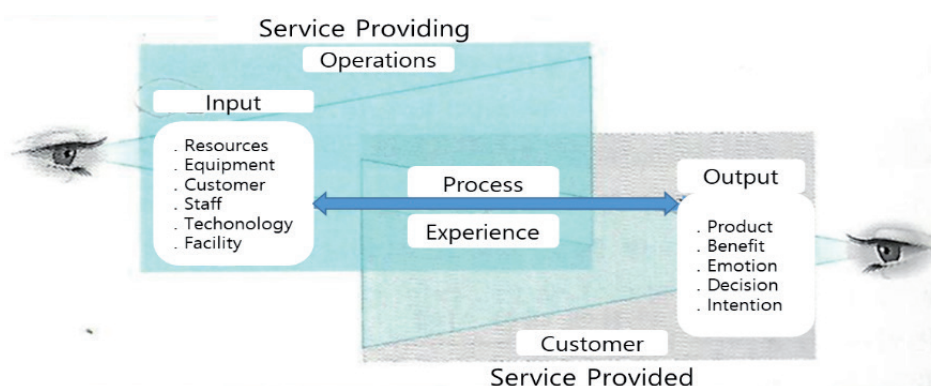 Service Providing
Operations
Input
. Resources
. Equipment
. Customer
. Staff
. Techonology
. Facility
Process
Experience
Output
. Product
. Benefit
. Emotion
. Decision
. Intention
Customer
Service Provided